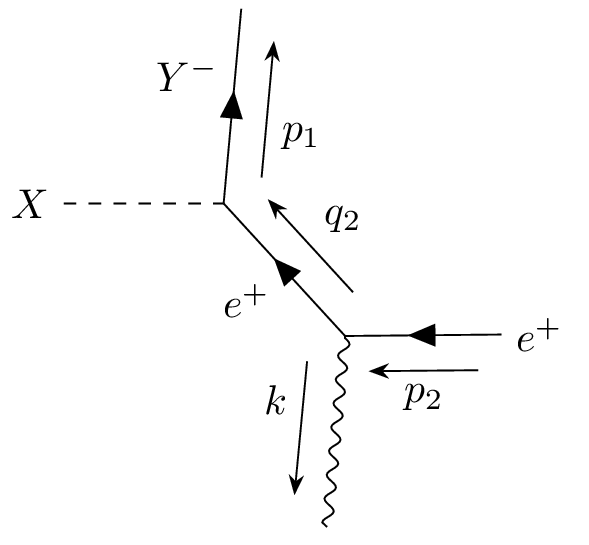 Y⁻
p₁
X
q₂
e⁺
e⁺
k
p₂